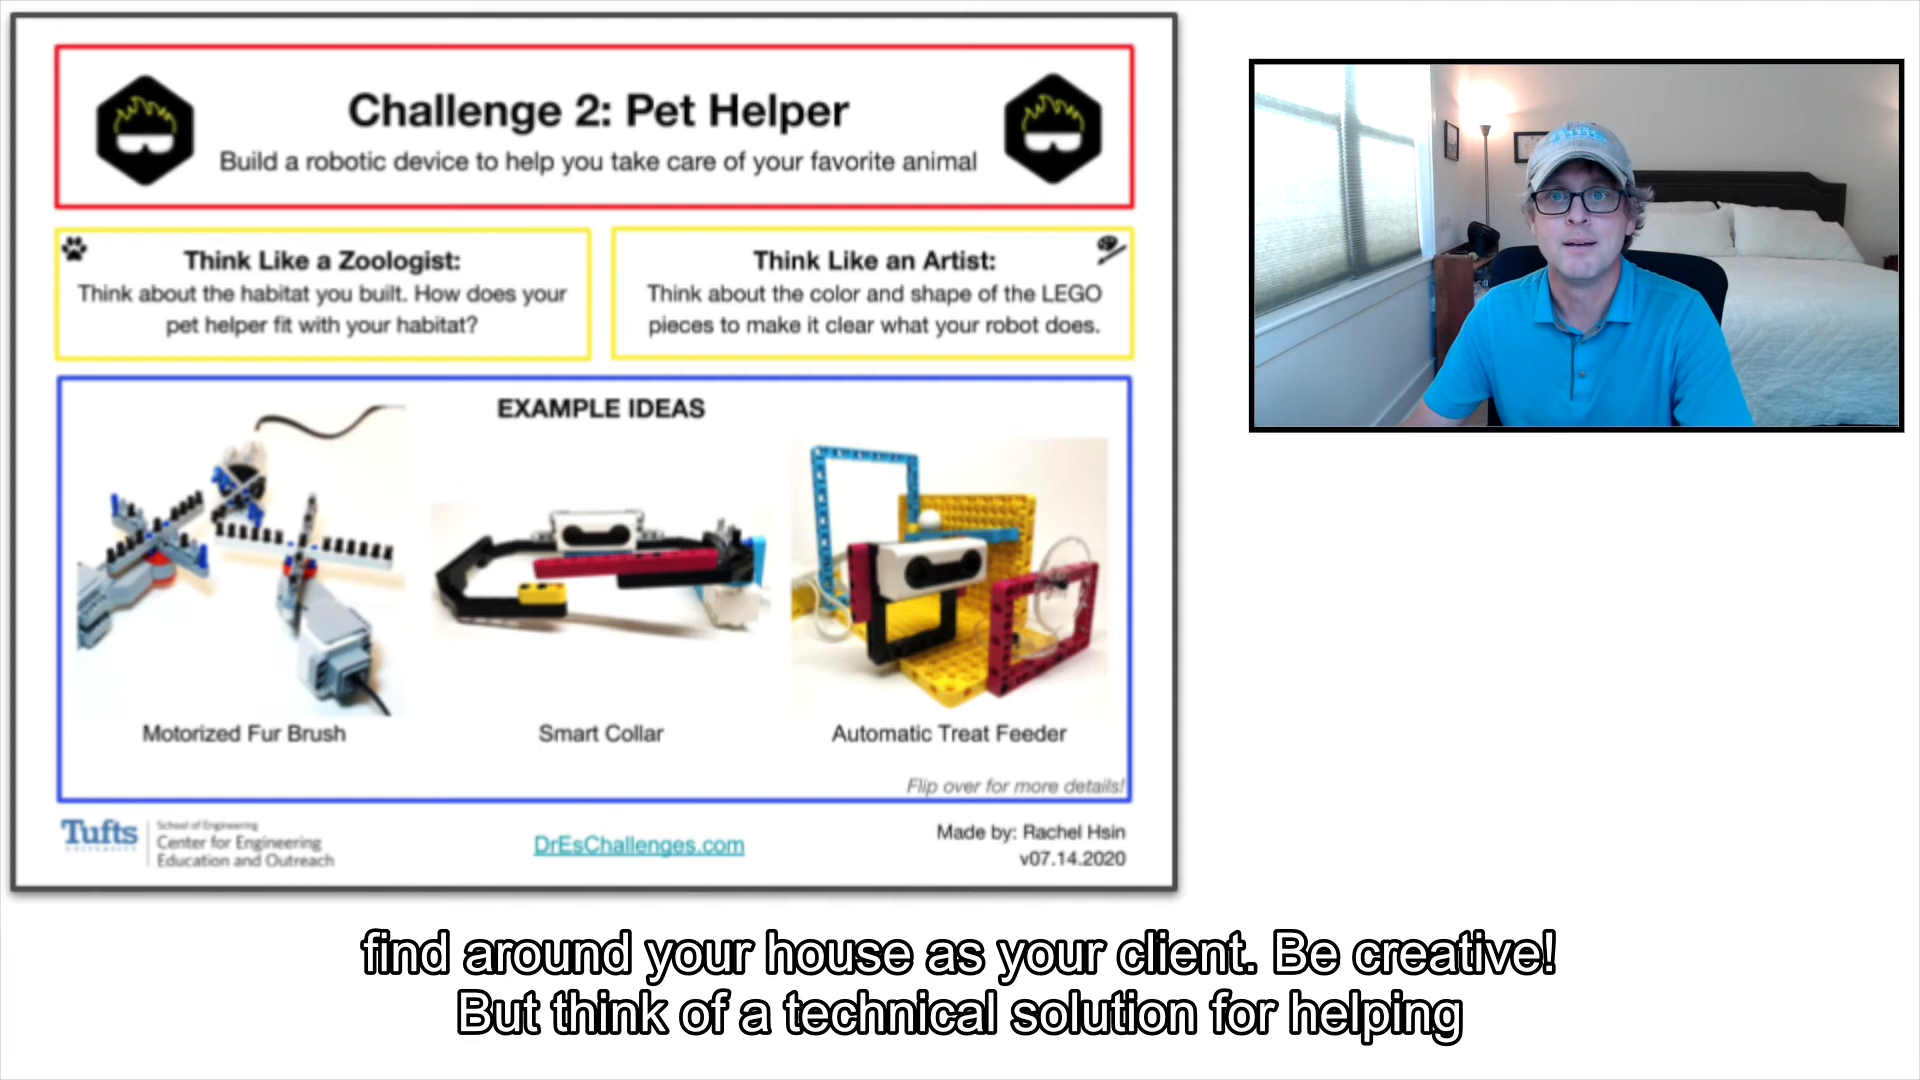 Challenge 2: Pet Helper
Build a robotic device to help you take care of your favorite animal
Think Like a Zoologist:
Think about the habitat you built. How does your
pet helper fit with your habitat?
Think Like an Artist:
Think about the color and shape of the LEGO
pieces to make it clear what your robot does.
EXAMPLE IDEAS
Motorized Fur Brush
Smart Collar
Automatic Treat Feeder
Flip over for more details!
Tufts
UNIVERSITY
School of Engineering
Center for Engineering
Education and Outreach
DrEsChallenges.com
Made by: Rachel Hsin
v07.14.2020
find around your house as your client. Be creative!
But think of a technical solution for helping